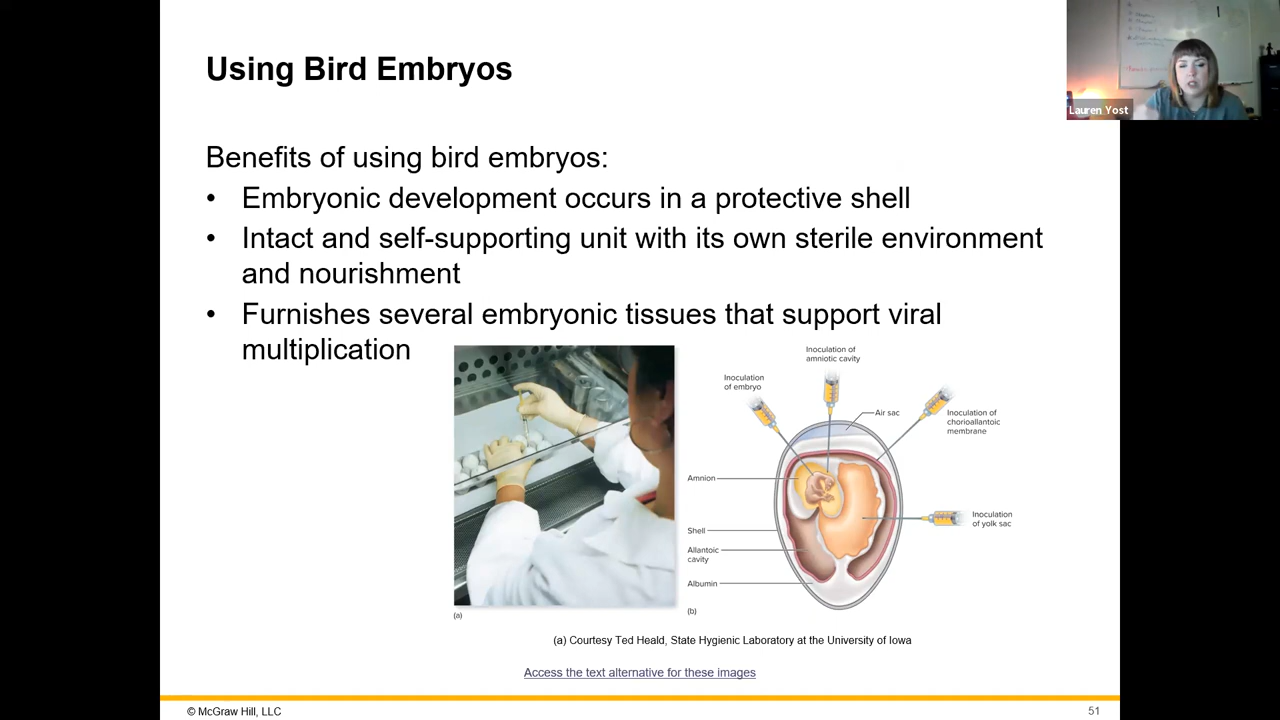 Using Bird Embryos
Lauren Yost
Benefits of using bird embryos:
• Embryonic development occurs in a protective shell
• Intact and self-supporting unit with its own sterile environment
and nourishment
• Furnishes several embryonic tissues that support viral
multiplication
Inoculation of
amniotic cavity
Inoculation
of embryo
Air sac
Inoculation of
chorioallantoic
membrane
Amnion
Inoculation
of yolk sac
Shell
Allantoic
cavity
Albumin
(a)
(b)
(a) Courtesy Ted Heald, State Hygienic Laboratory at the University of Iowa
Access the text alternative for these images
© McGraw Hill, LLC
51